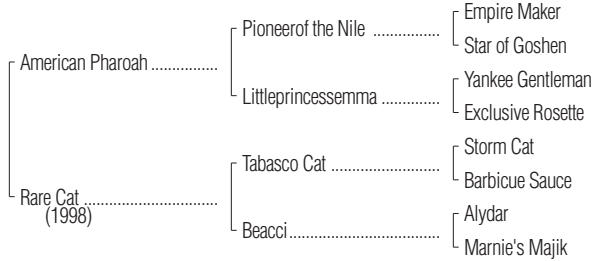 Empire Maker
Pioneerof the Nile ................
Star of Goshen
American Pharoah ................
Yankee Gentleman
Littleprincessemma ..............
Exclusive Rosette
Storm Cat
Tabasco Cat ..........................
Barbicue Sauce
Rare Cat ................................
(1998)
Alydar
Beacci....................................
Marnie's Majik